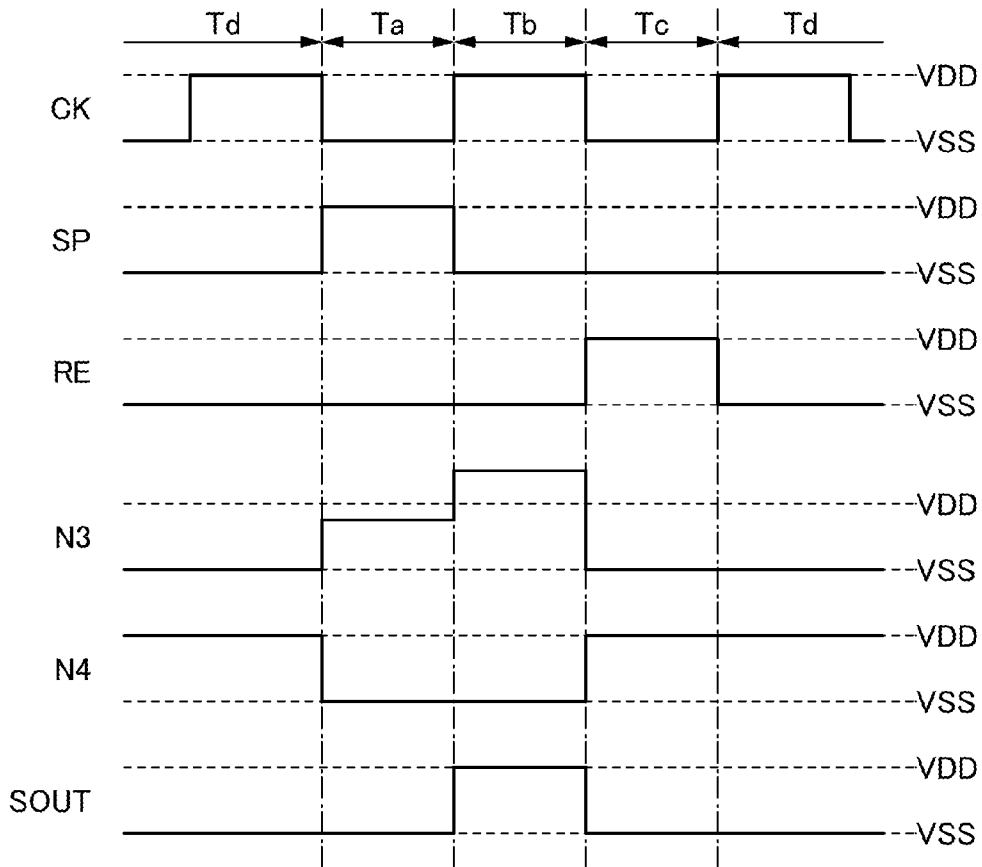 Td Ta Tb Tc Td
VDD
CK
VSS
VDD
SP
VSS
VDD
RE
VSS
VDD
N3
VSS
VDD
N4
VSS
VDD
SOUT
VSS